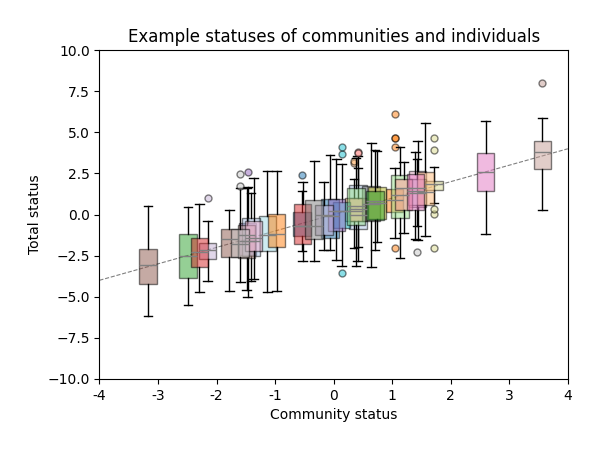 Example statuses of communities and individuals
10.0
7.5
5.0
2.5
0.0
−2.5
−5.0
−7.5
−10.0
Total status
-4 -3 -2 -1 0 1 2 3 4
Community status